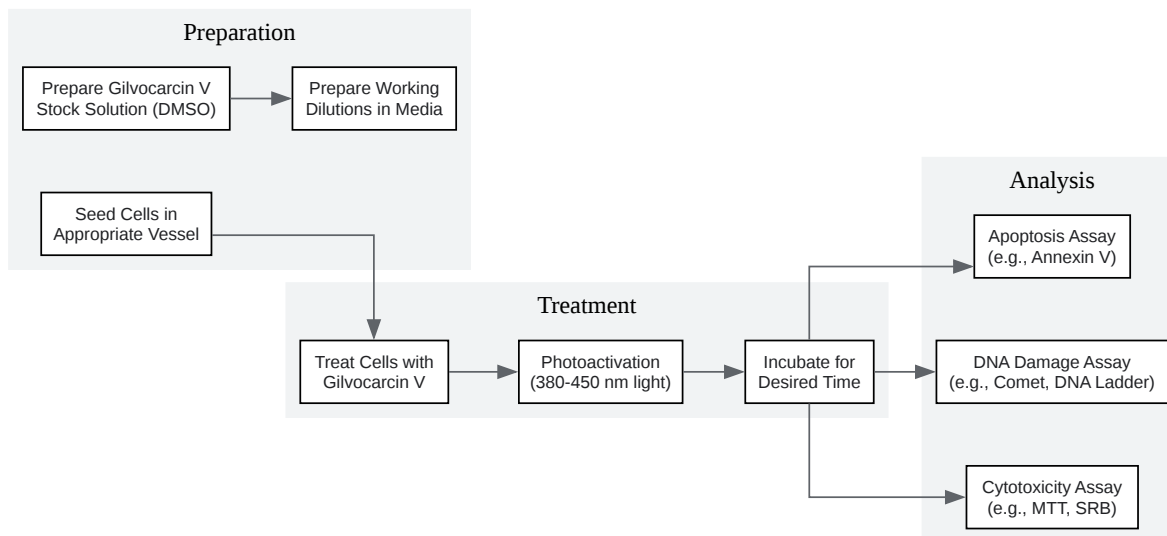 Preparation
Prepare Gilvocarcin V
Stock Solution (DMSO)
Prepare Working
Dilutions in Media
Seed Cells in
Appropriate Vessel
Treatment
Treat Cells with
Gilvocarcin V
Photoactivation
(380-450 nm light)
Incubate for
Desired Time
Analysis
Apoptosis Assay
(e.g., Annexin V)
DNA Damage Assay
(e.g., Comet, DNA Ladder)
Cytotoxicity Assay
(e.g., MTT, SRB)